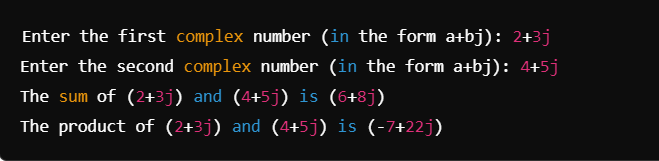 Enter the first complex number (in the form a+bj): 2+3j
Enter the second complex number (in the form a+bj): 4+5j
The sum of (2+3j) and (4+5j) is (6+8j)
The product of (2+3j) and (4+5j) is (-7+22j)